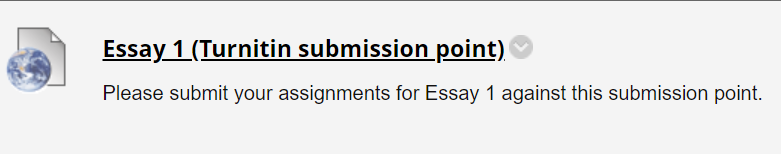 Essay 1 (Turnitin submission point)
Please submit your assignments for Essay 1 against this submission point.